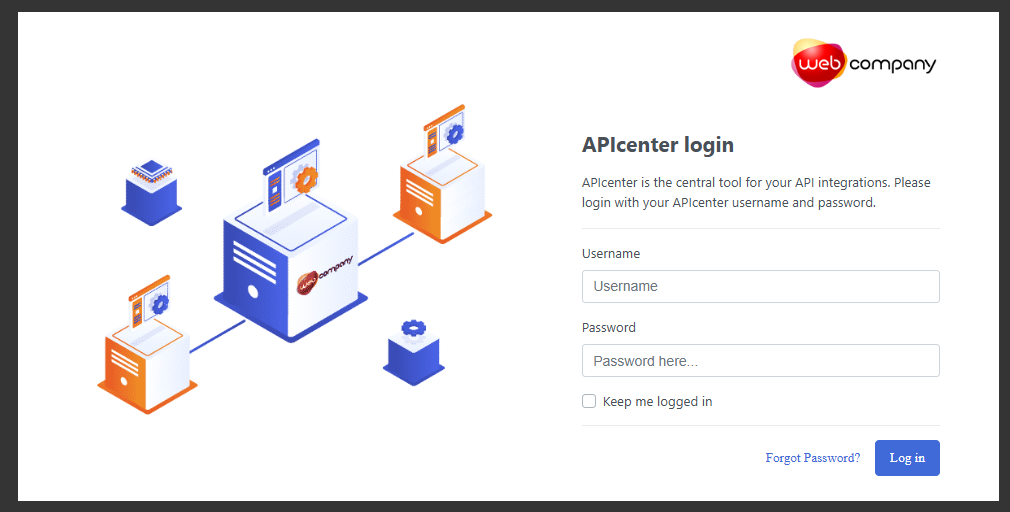 web company
APIcenter login
APIcenter is the central tool for your API integrations. Please
login with your APIcenter username and password.
Username
Username
Password
Password here...
Keep me logged in
Forgot Password?
Log in
web company